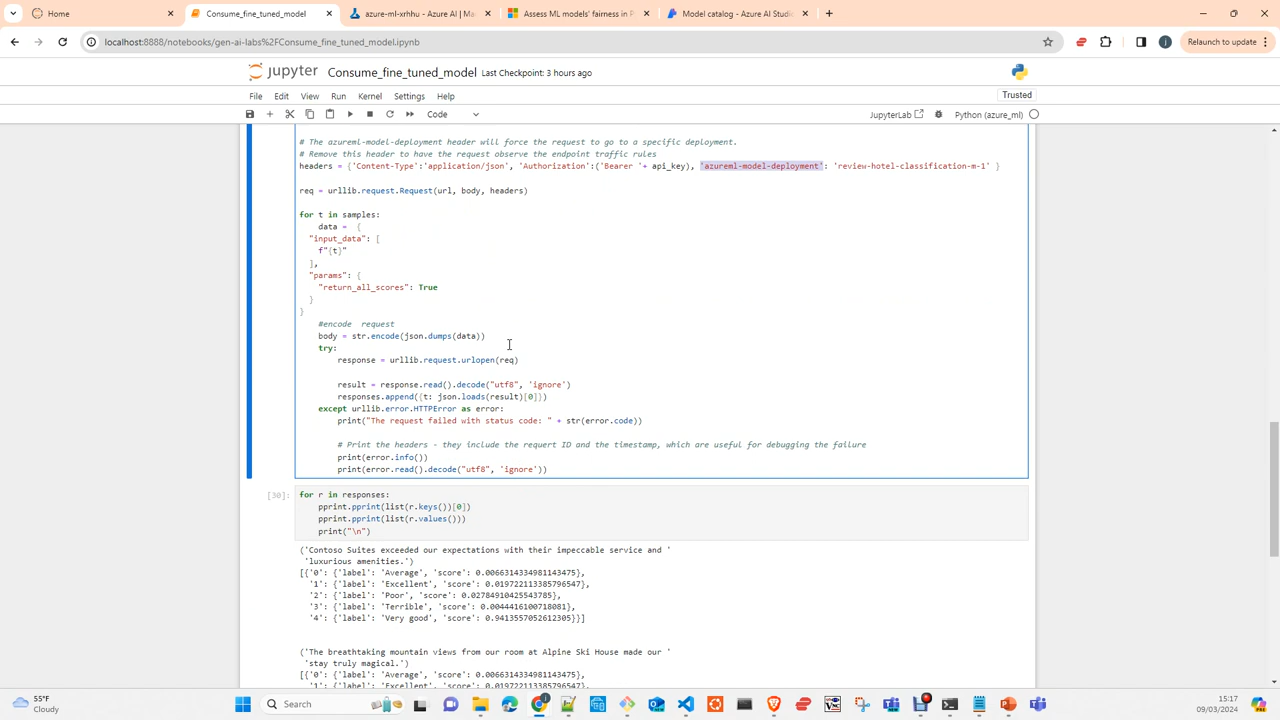 Home
Consume_fine_tuned_model
azure-ml-xrhhu - Azure AI | Ma
Assess ML models' fairness in P
Model catalog - Azure AI Studio
localhost:8888/notebooks/gen-ai-labs%2FConsume_fine_tuned_model.ipynb
Relaunch to update
jupyter Consume_fine_tuned_model Last Checkpoint: 3 hours ago
File Edit View Run Kernel Settings Help
Trusted
Code
JupyterLab
Python (azure_ml)
# The azureml-model-deployment header will force the request to go to a specific deployment.
# Remove this header to have the request observe the endpoint traffic rules
headers = {'Content-Type':'application/json', 'Authorization':('Bearer '+ api_key), 'azureml-model-deployment': 'review-hotel-classification-m-1' }
req = urllib.request.Request(url, body, headers)
for t in samples:
data = {
"input_data": [
f"{t}"
],
"params": {
"return_all_scores": True
}
}
#encode request
body = str.encode(json.dumps(data))
try:
response = urllib.request.urlopen(req)
result = response.read().decode("utf8", 'ignore')
responses.append({t: json.loads(result)[0]})
except urllib.error.HTTPError as error:
print("The request failed with status code: " + str(error.code))
# Print the headers - they include the requert ID and the timestamp, which are useful for debugging the failure
print(error.info())
print(error.read().decode("utf8", 'ignore'))
[30]:
for r in responses:
pprint.pprint(list(r.keys())[0])
pprint.pprint(list(r.values()))
print("\n")
('Contoso Suites exceeded our expectations with their impeccable service and '
'luxurious amenities.')
[{'0': {'label': 'Average', 'score': 0.0066314334981143475},
'1': {'label': 'Excellent', 'score': 0.019722113385796547},
'2': {'label': 'Poor', 'score': 0.02784910425543785},
'3': {'label': 'Terrible', 'score': 0.0044416100718081},
'4': {'label': 'Very good', 'score': 0.9413557052612305}}]
('The breathtaking mountain views from our room at Alpine Ski House made our '
'stay truly magical.')
[{'0': {'label': 'Average', 'score': 0.0066314334981143475},
55°F
Cloudy
Search
15:17
09/03/2024